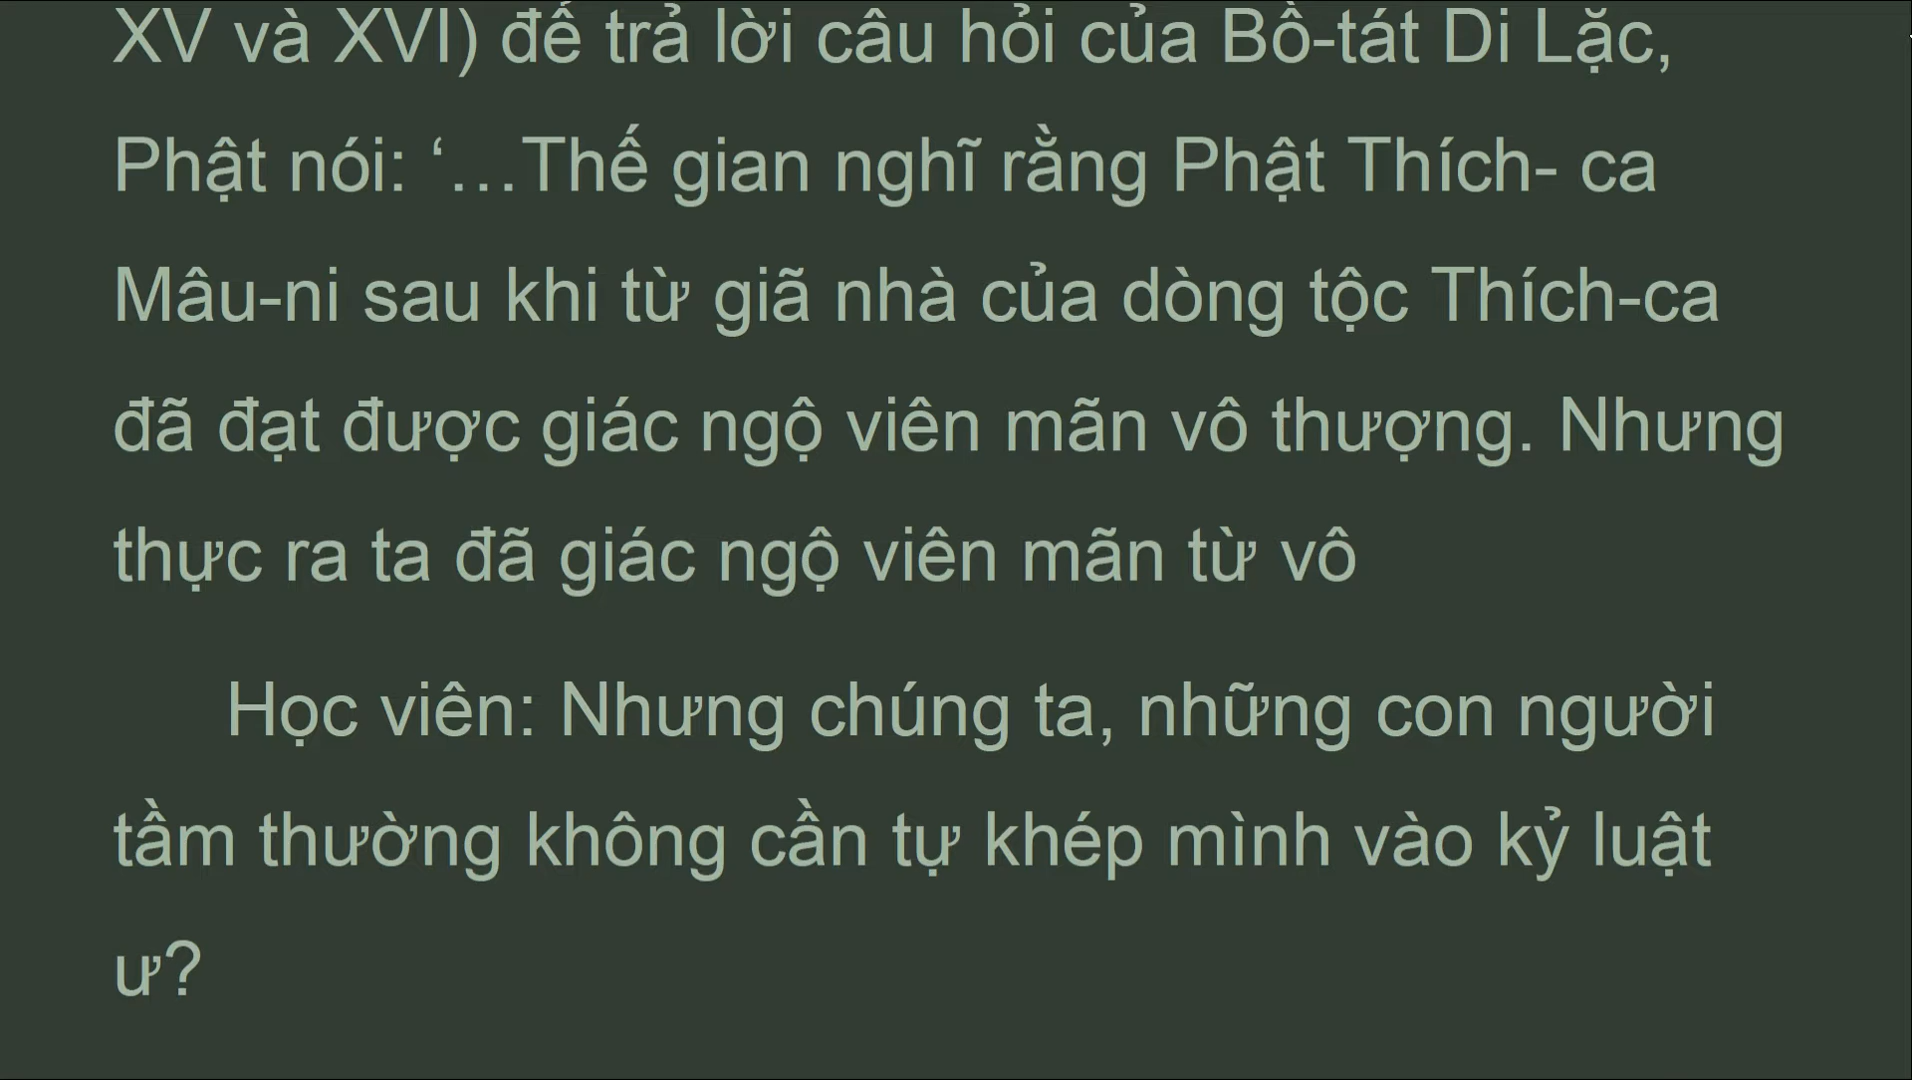 XV và XVI) để trả lời câu hỏi của Bồ-tát Di Lặc,
Phật nói: ‘…Thế gian nghĩ rằng Phật Thích- ca
Mâu-ni sau khi từ giã nhà của dòng tộc Thích-ca
đã đạt được giác ngộ viên mãn vô thượng. Nhưng
thực ra ta đã giác ngộ viên mãn từ vô
Học viên: Nhưng chúng ta, những con người
tầm thường không cần tự khép mình vào kỷ luật
ư?